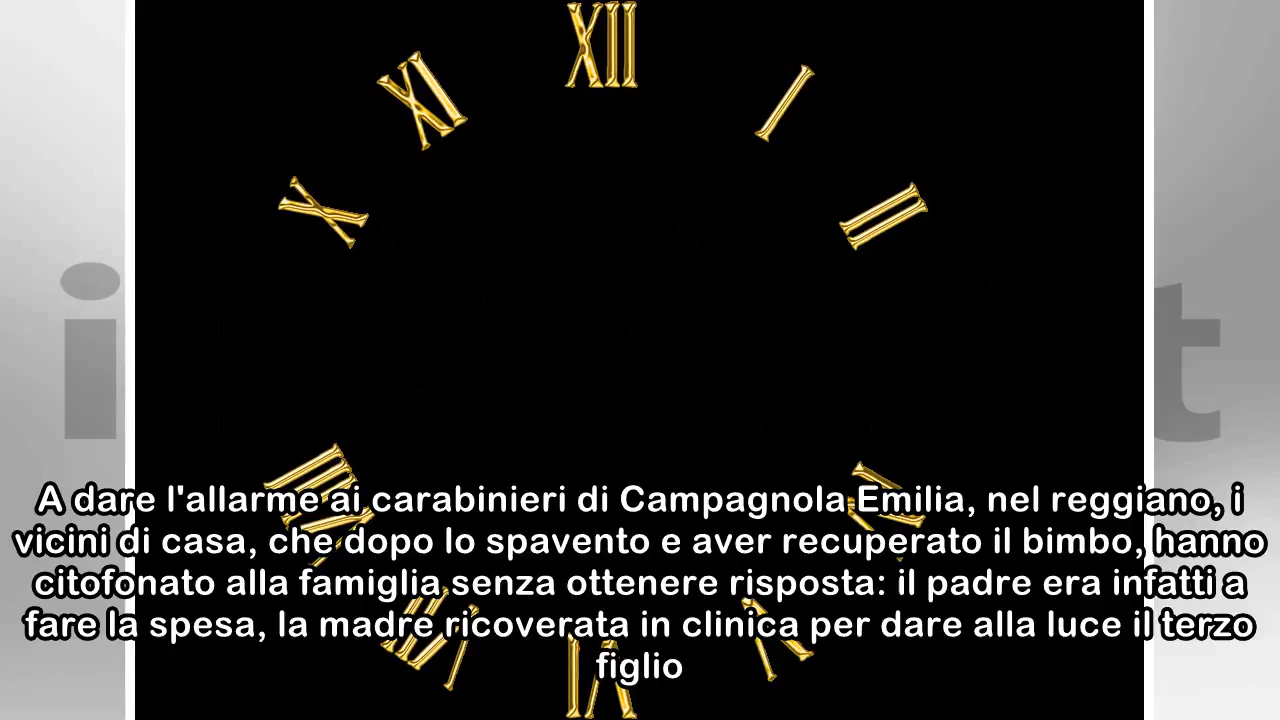 XII
XI
I
X
II
A dare l'allarme ai carabinieri di Campagnola Emilia, nel reggiano, i
vicini di casa, che dopo lo spavento e aver recuperato il bimbo, hanno
citofonato alla famiglia senza ottenere risposta: il padre era infatti a
fare la spesa, la madre ricoverata in clinica per dare alla luce il terzo
figlio
VI
i
t